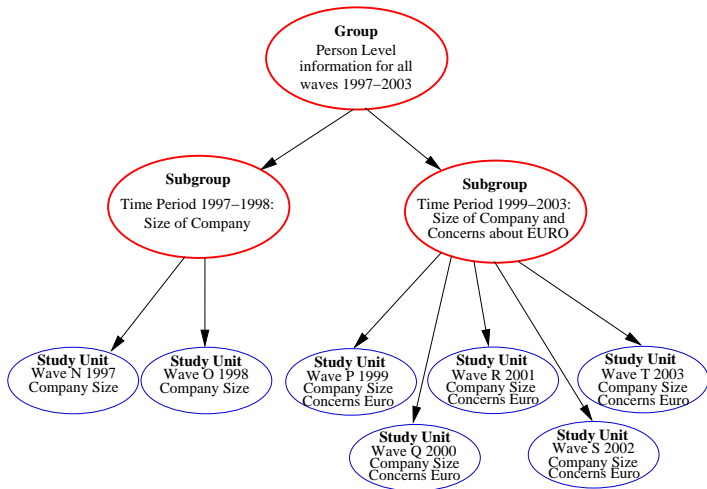 Group
Person Level
information for all
waves 1997−2003
Subgroup
Time Period 1997−1998:
Size of Company
Subgroup
Time Period 1999−2003:
Size of Company and
Concerns about EURO
Study Unit
Wave N 1997
Company Size
Study Unit
Wave O 1998
Company Size
Study Unit
Wave P 1999
Company Size
Concerns Euro
Study Unit
Wave R 2001
Company Size
Concerns Euro
Study Unit
Wave T 2003
Company Size
Concerns Euro
Study Unit
Wave Q 2000
Company Size
Concerns Euro
Study Unit
Wave S 2002
Company Size
Concerns Euro